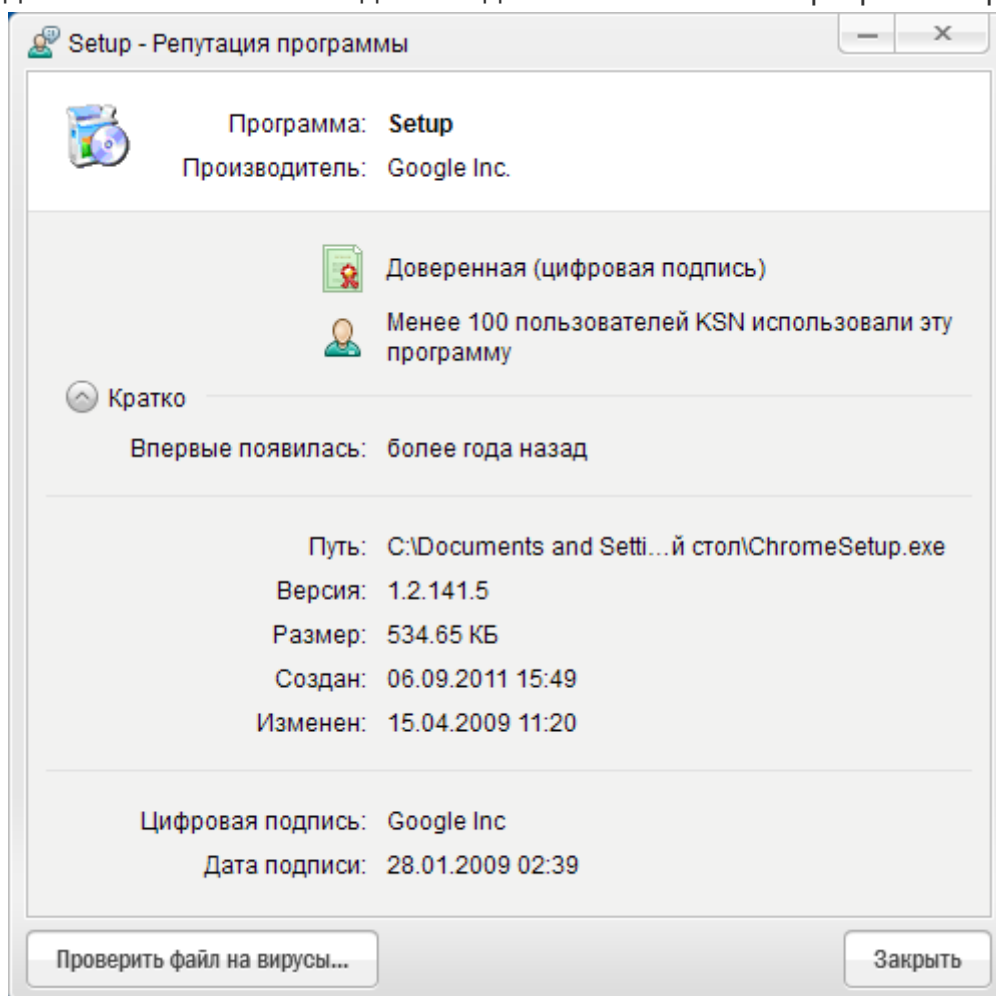 Setup - Репутация программы
Программа: Setup
Производитель: Google Inc.
Доверенная (цифровая подпись)
Менее 100 пользователей KSN использовали эту
программу
Кратко
Впервые появилась: более года назад
Путь: C:\Documents and Setti...й стол\ChromeSetup.exe
Версия: 1.2.141.5
Размер: 534.65 КБ
Создан: 06.09.2011 15:49
Изменен: 15.04.2009 11:20
Цифровая подпись: Google Inc
Дата подписи: 28.01.2009 02:39
Проверить файл на вирусы... Закрыть